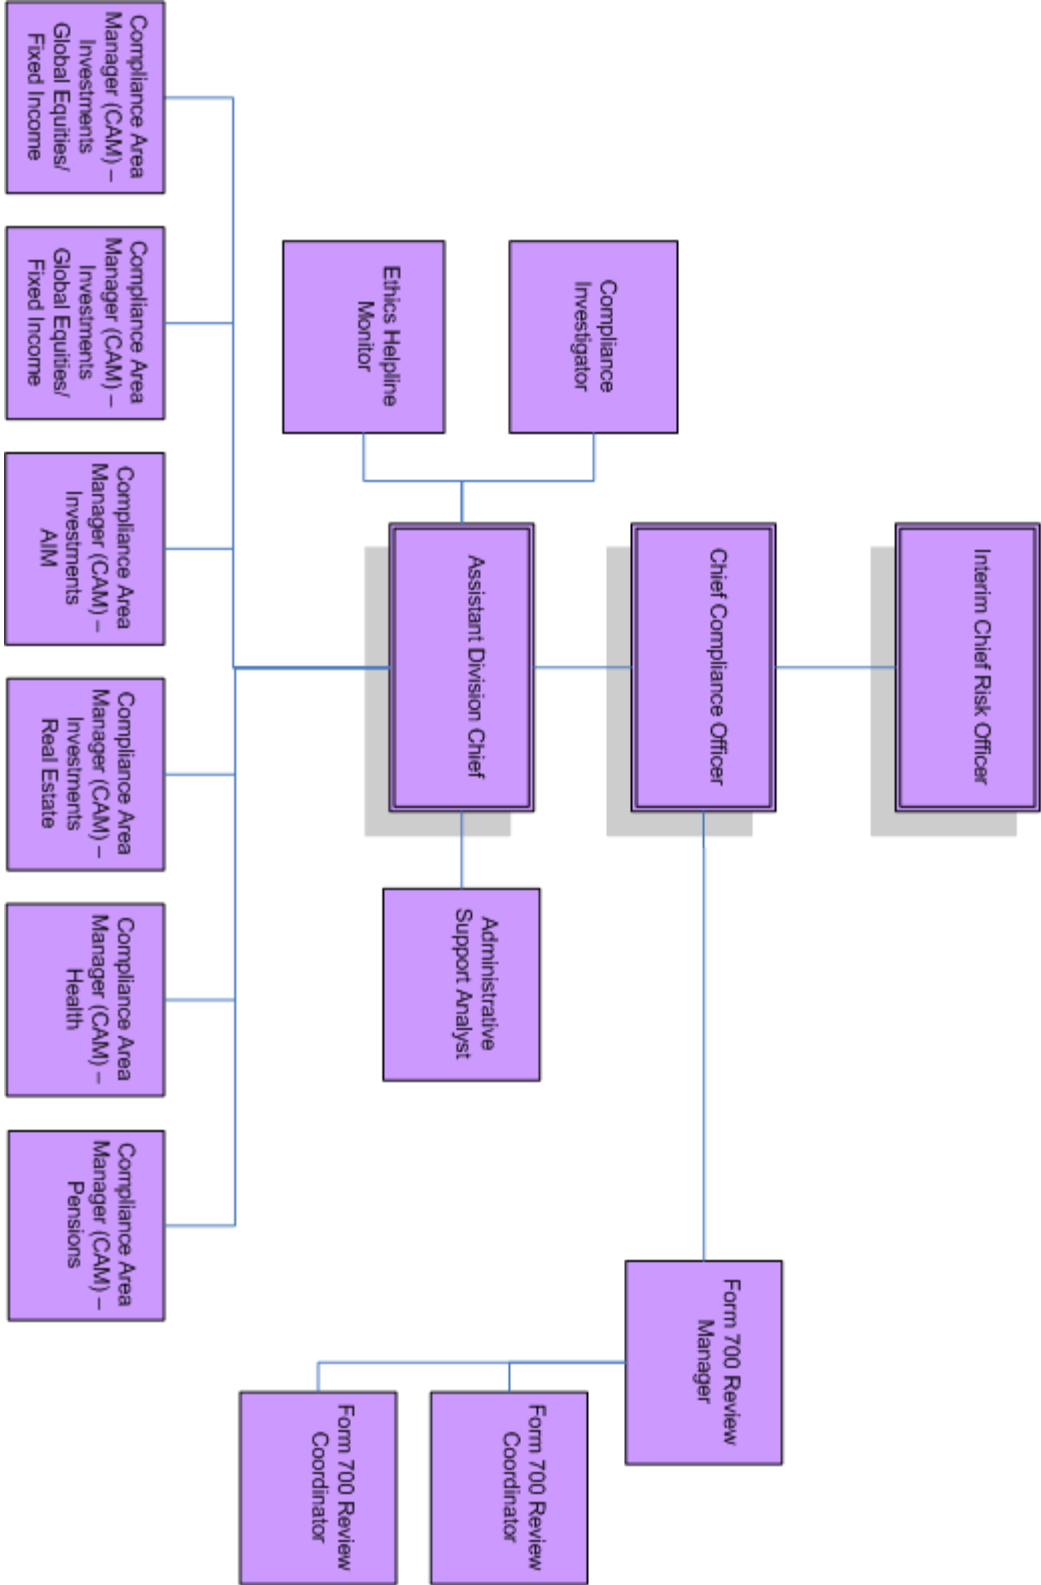 Interim Chief Risk Officer
Chief Compliance Officer
Form 700 Review
Manager
Form 700 Review
Coordinator
Form 700 Review
Coordinator
Compliance
Investigator
Ethics Helpline
Monitor
Assistant Division Chief
Administrative
Support Analyst
Compliance Area
Manager (CAM) –
Investments
Global Equities/
Fixed Income
Compliance Area
Manager (CAM) –
Investments
Global Equities/
Fixed Income
Compliance Area
Manager (CAM) –
Investments
AIM
Compliance Area
Manager (CAM) –
Investments
Real Estate
Compliance Area
Manager (CAM) –
Health
Compliance Area
Manager (CAM) –
Pensions